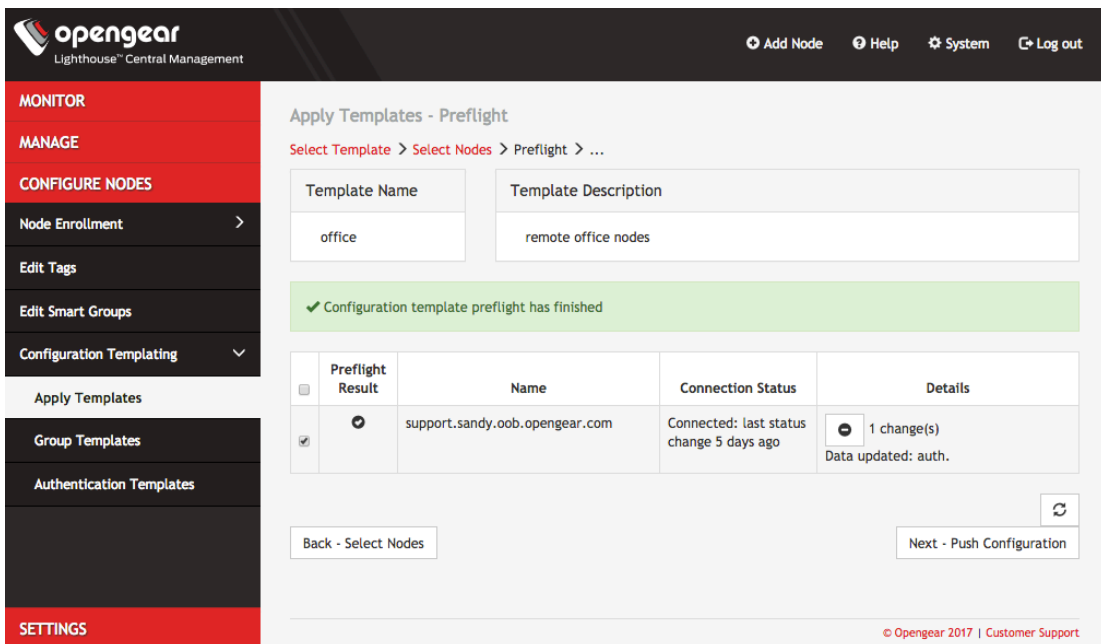 opengear
Lighthouse™ Central Management
Add Node
Help
System
Log out
MONITOR
MANAGE
CONFIGURE NODES
Node Enrollment
Edit Tags
Edit Smart Groups
Configuration Templating
Apply Templates
Group Templates
Authentication Templates
SETTINGS
Apply Templates - Preflight
Select Template > Select Nodes > Preflight > ...
Template Name
Template Description
office
remote office nodes
Configuration template preflight has finished
Preflight
Result
Name
Connection Status
Details
support.sandy.oob.opengear.com
Connected: last status
change 5 days ago
1 change(s)
Data updated: auth.
Back - Select Nodes
Next - Push Configuration
© Opengear 2017 | Customer Support